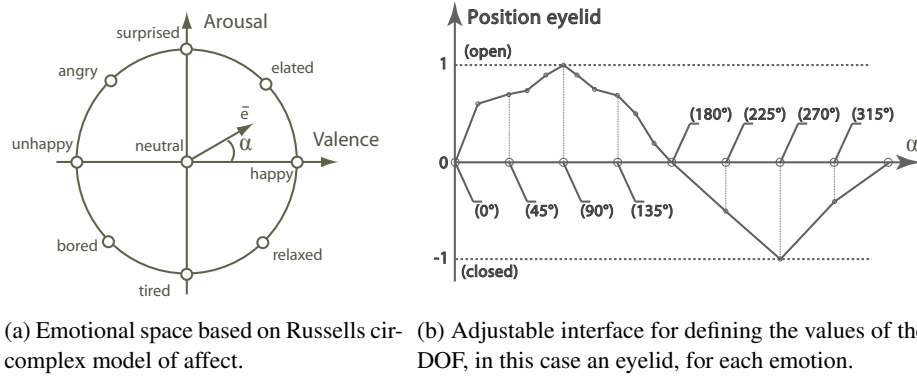 Arousal
surprised
angry
elated
ē
α
unhappy
neutral
Valence
happy
bored
relaxed
tired
Position eyelid
(open)
1
(180°)
(225°)
(270°)
(315°)
0
α
(0°)
(45°)
(90°)
(135°)
-1
(closed)
(a) Emotional space based on Russells cir-
complex model of affect.
(b) Adjustable interface for defining the values of the
DOF, in this case an eyelid, for each emotion.